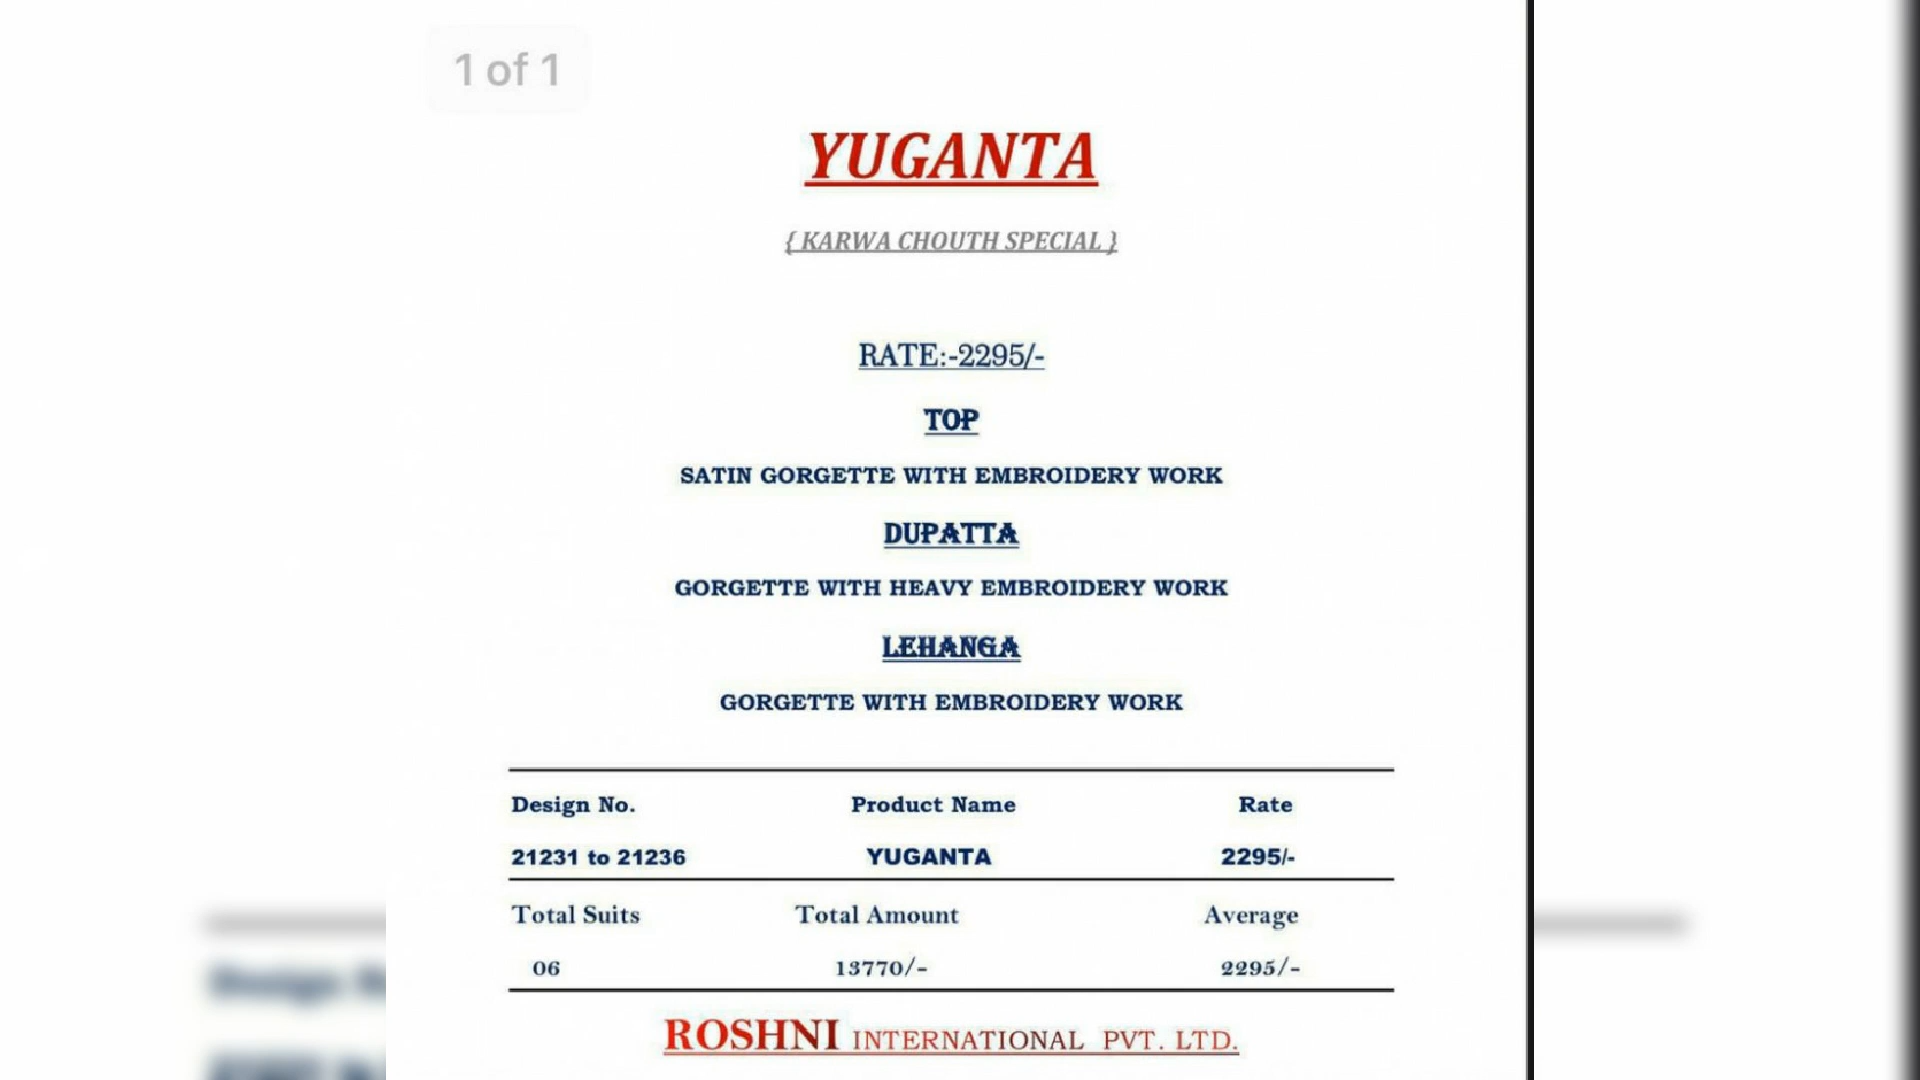 1 of 1
YUGANTA
{ KARWA CHOUTH SPECIAL }
RATE:-2295/-
TOP
SATIN GORGETTE WITH EMBROIDERY WORK
DUPATTA
GORGETTE WITH HEAVY EMBROIDERY WORK
LEHANGA
GORGETTE WITH EMBROIDERY WORK
Design No. Product Name Rate
21231 to 21236 YUGANTA 2295/-
Total Suits Total Amount Average
06 13770/- 2295/-
ROSHNI INTERNATIONAL PVT. LTD.